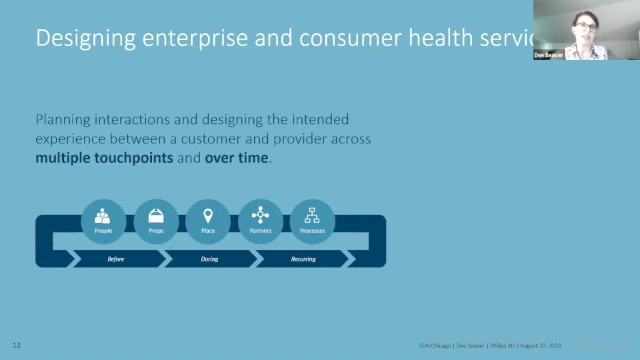 Designing enterprise and consumer health servic
Dee Seaver
Planning interactions and designing the intended
experience between a customer and provider across
multiple touchpoints and over time.
People Props Place Partners Processes
Before During Recurring
12
SDN-Chicago | Dee Seaver | Philips XD | August 20, 2020